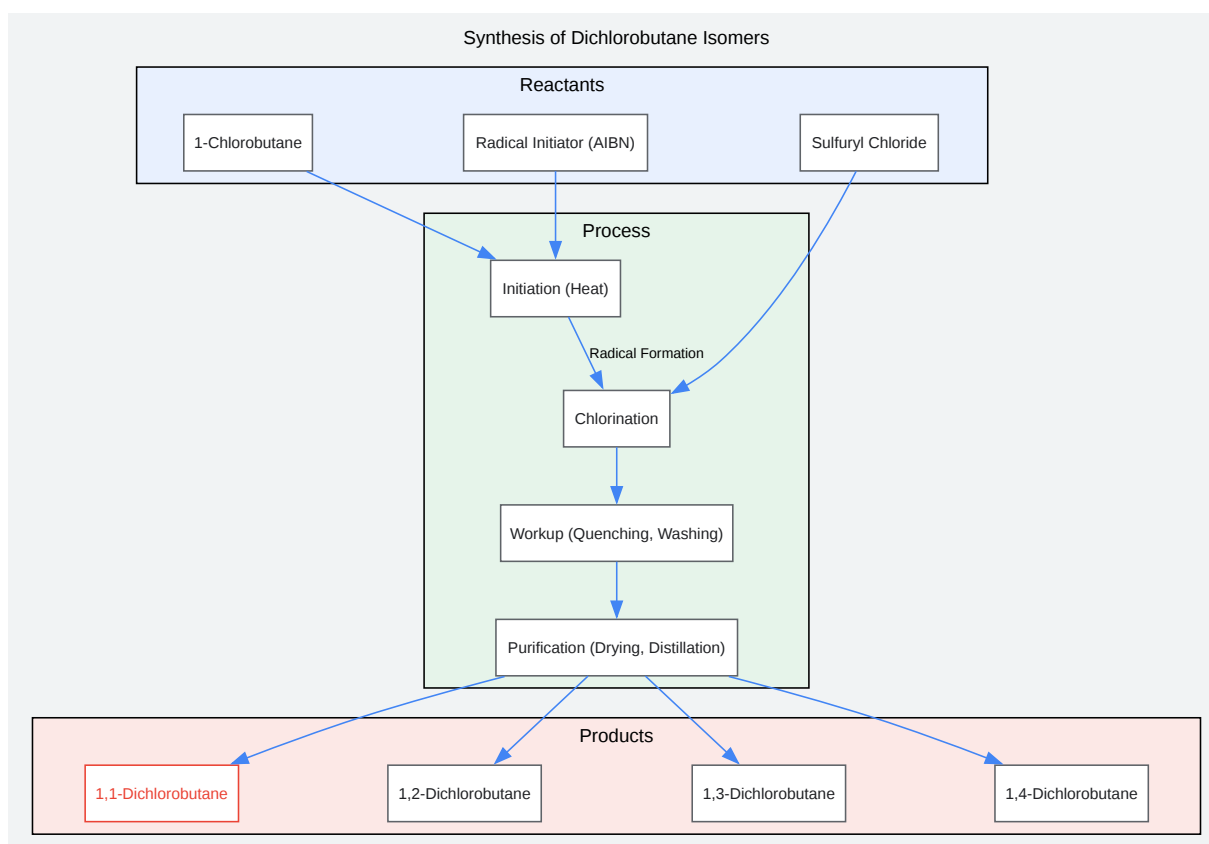 Synthesis of Dichlorobutane Isomers
Reactants
1-Chlorobutane
Radical Initiator (AIBN)
Sulfuryl Chloride
Process
Initiation (Heat)
Radical Formation
Chlorination
Workup (Quenching, Washing)
Purification (Drying, Distillation)
Products
1,1-Dichlorobutane
1,2-Dichlorobutane
1,3-Dichlorobutane
1,4-Dichlorobutane